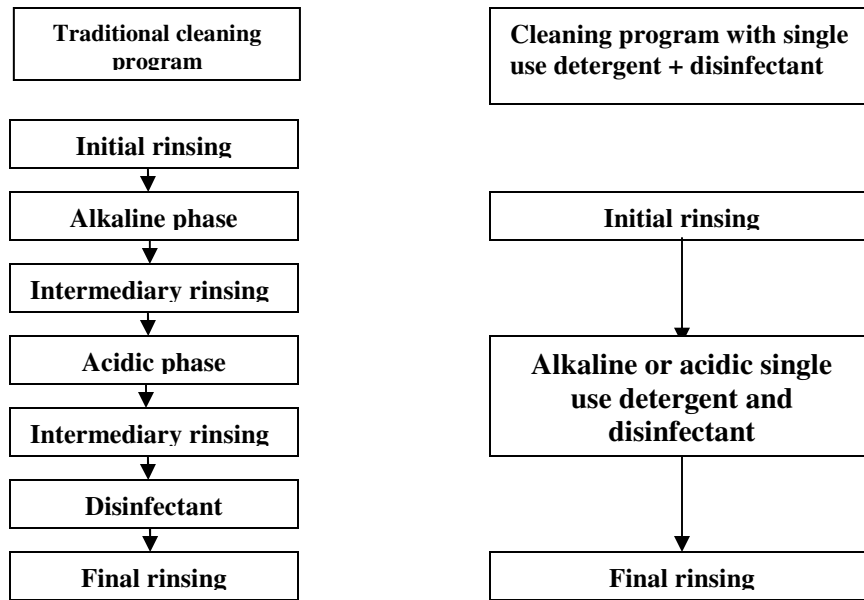 Traditional cleaning
program
Initial rinsing
Alkaline phase
Intermediary rinsing
Acidic phase
Intermediary rinsing
Disinfectant
Final rinsing
Cleaning program with single
use detergent + disinfectant
Initial rinsing
Alkaline or acidic single
use detergent and
disinfectant
Final rinsing